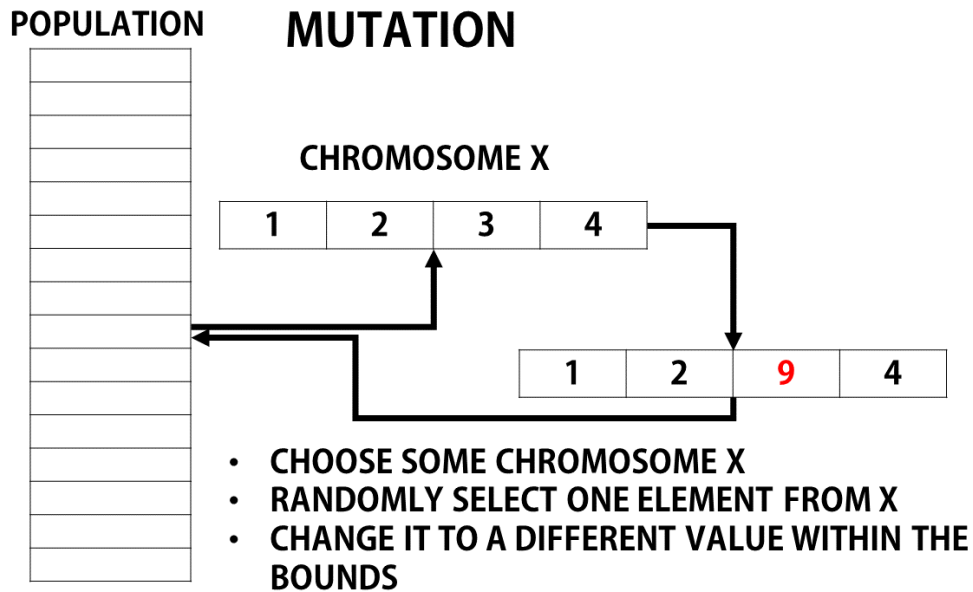 POPULATION
MUTATION
CHROMOSOME X
1 2 3 4
1 2 9 4
• CHOOSE SOME CHROMOSOME X
• RANDOMLY SELECT ONE ELEMENT FROM X
• CHANGE IT TO A DIFFERENT VALUE WITHIN THE
BOUNDS